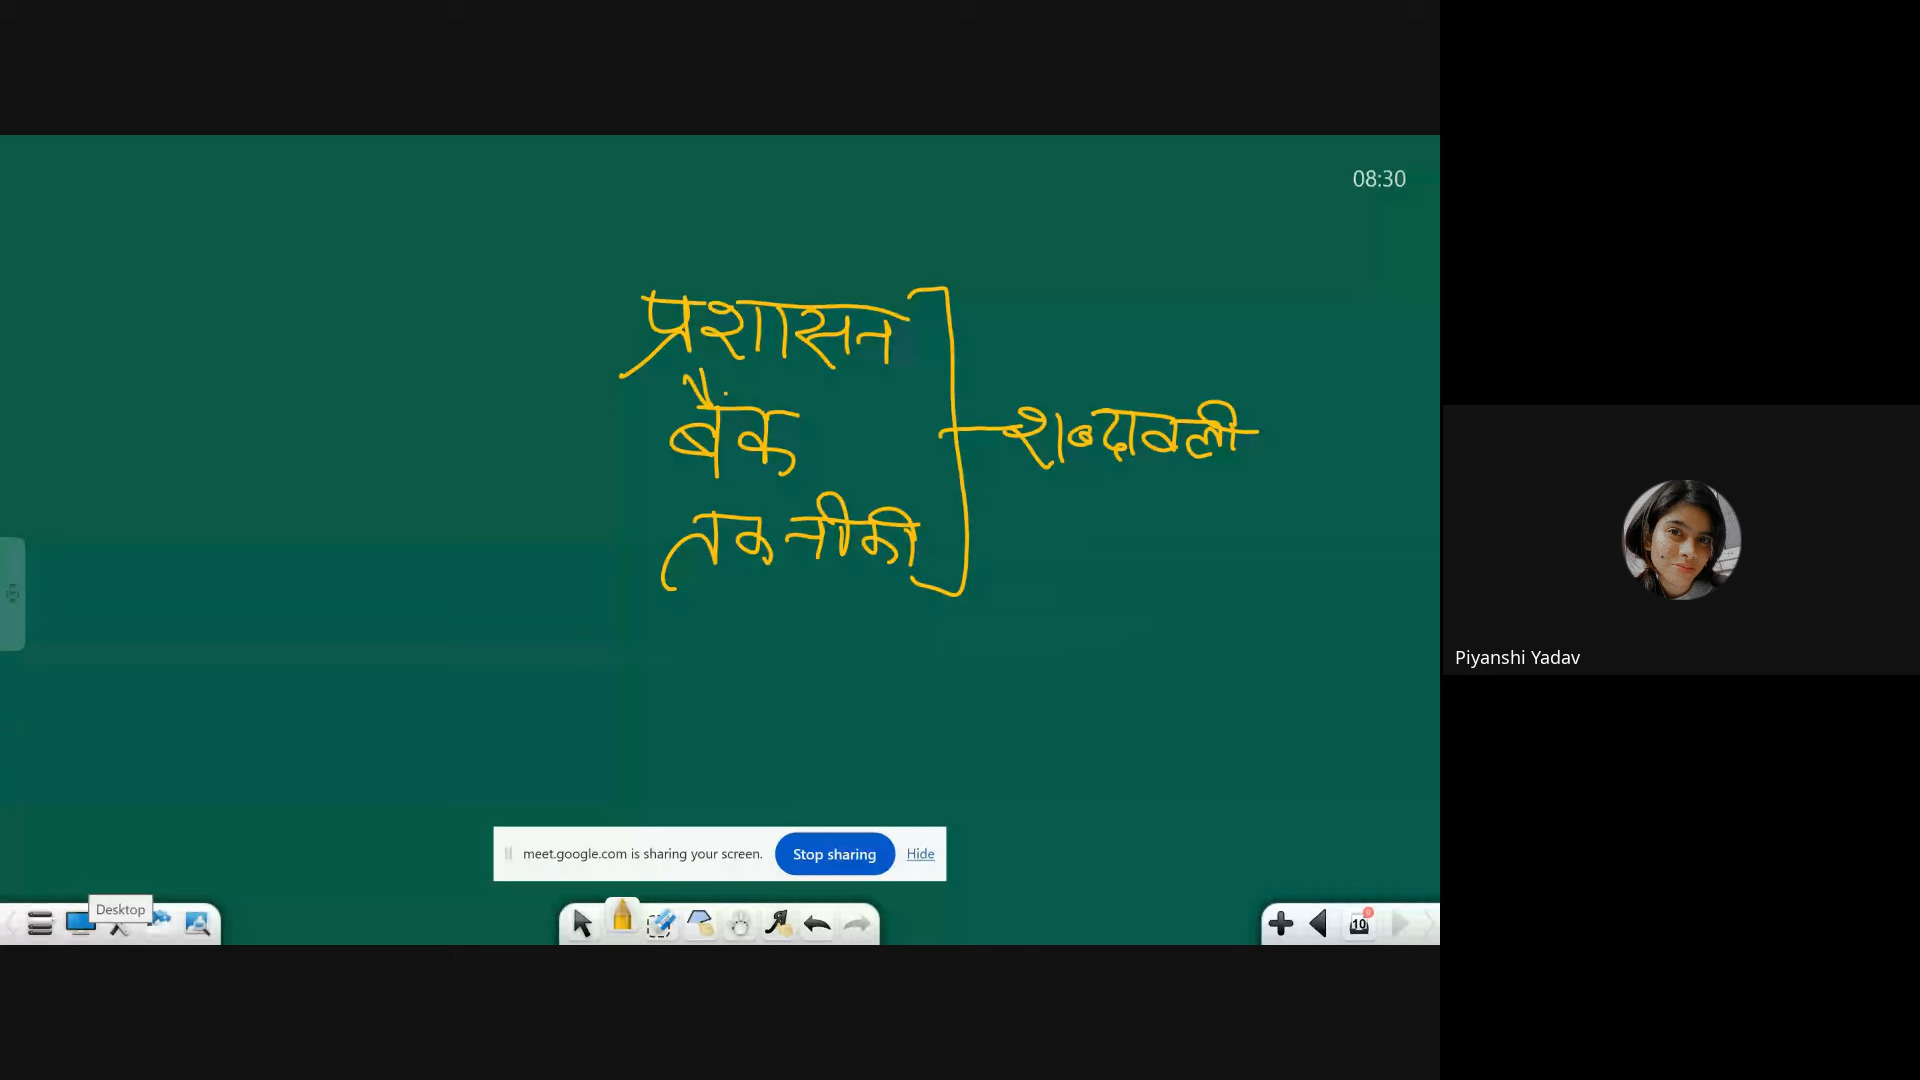 08:30
प्रशासन
बैंक
तकनीकी
शब्दावली
Piyanshi Yadav
meet.google.com is sharing your screen. Stop sharing Hide
Desktop
10